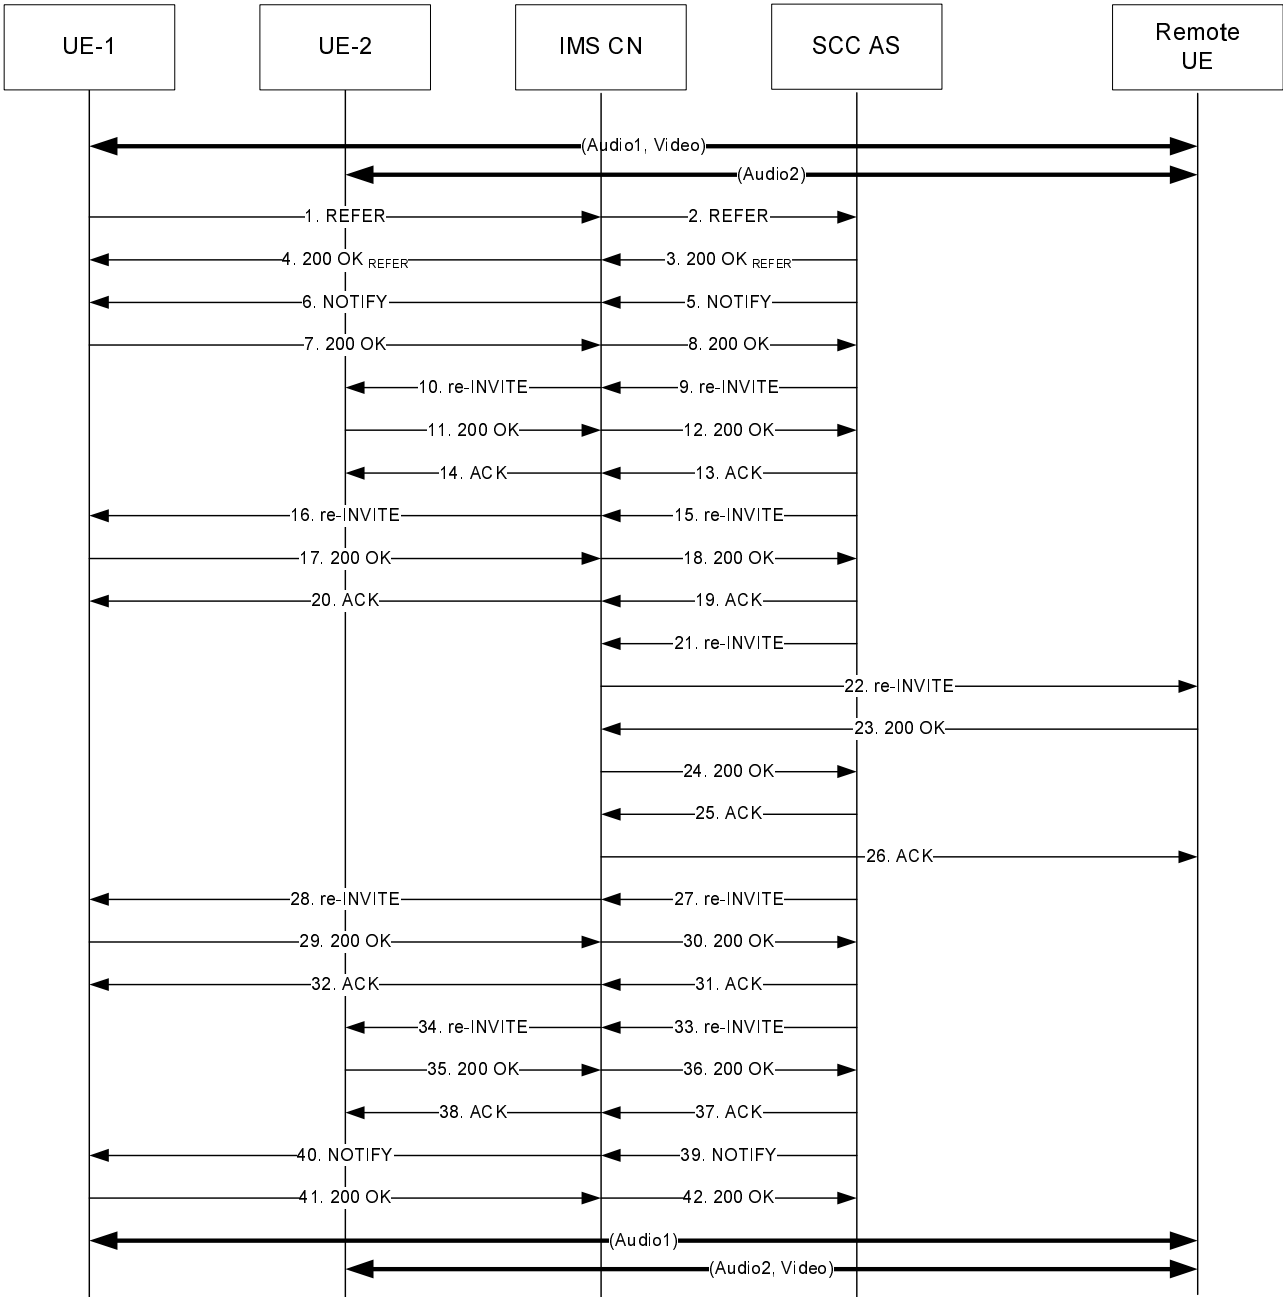 UE-1
UE-2
IMS CN
SCC AS
Remote
UE
(Audio1, Video)
(Audio2)
1. REFER
2. REFER
4. 200 OK REFER
3. 200 OK REFER
6. NOTIFY
5. NOTIFY
7. 200 OK
8. 200 OK
10. re-INVITE
9. re-INVITE
11. 200 OK
12. 200 OK
14. ACK
13. ACK
16. re-INVITE
15. re-INVITE
17. 200 OK
18. 200 OK
20. ACK
19. ACK
21. re-INVITE
22. re-INVITE
23. 200 OK
24. 200 OK
25. ACK
26. ACK
28. re-INVITE
27. re-INVITE
29. 200 OK
30. 200 OK
32. ACK
31. ACK
34. re-INVITE
33. re-INVITE
35. 200 OK
36. 200 OK
38. ACK
37. ACK
40. NOTIFY
39. NOTIFY
41. 200 OK
42. 200 OK
(Audio1)
(Audio2, Video)